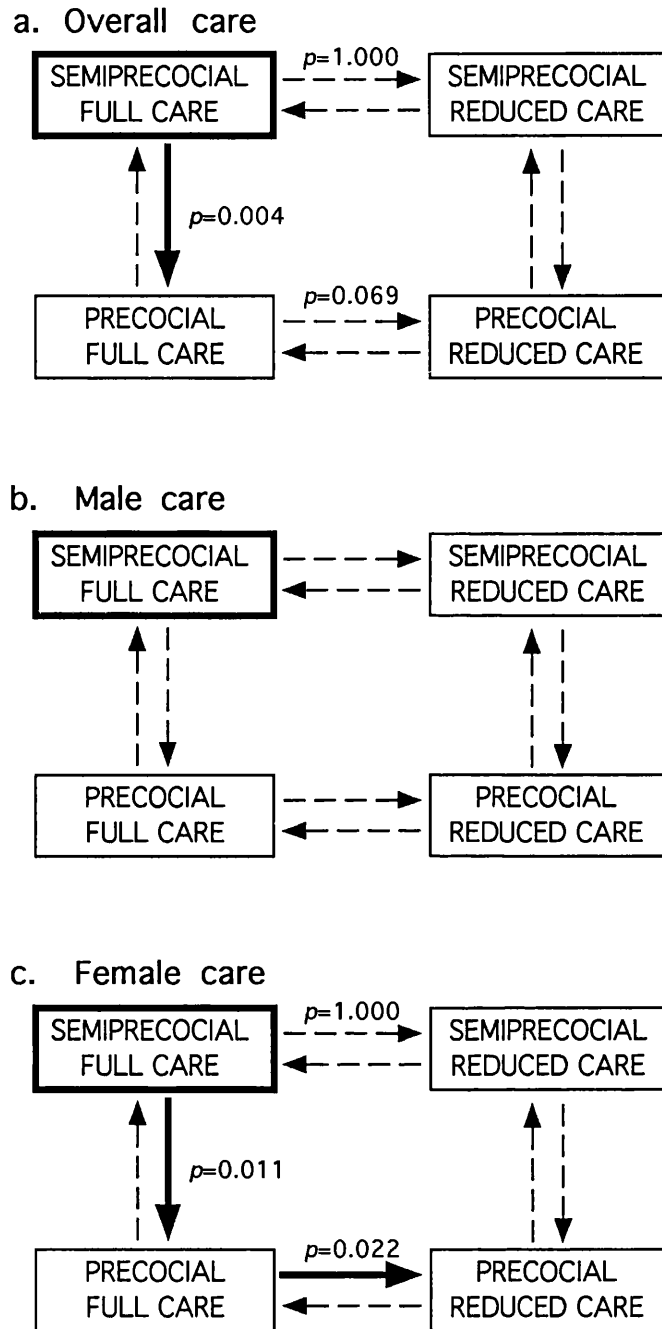 a. Overall care
SEMIPRECOCIAL
FULL CARE
p=1.000
SEMIPRECOCIAL
REDUCED CARE
p=0.004
PRECOCIAL
FULL CARE
p=0.069
PRECOCIAL
REDUCED CARE
b. Male care
SEMIPRECOCIAL
FULL CARE
SEMIPRECOCIAL
REDUCED CARE
PRECOCIAL
FULL CARE
PRECOCIAL
REDUCED CARE
c. Female care
SEMIPRECOCIAL
FULL CARE
p=1.000
SEMIPRECOCIAL
REDUCED CARE
p=0.011
PRECOCIAL
FULL CARE
p=0.022
PRECOCIAL
REDUCED CARE